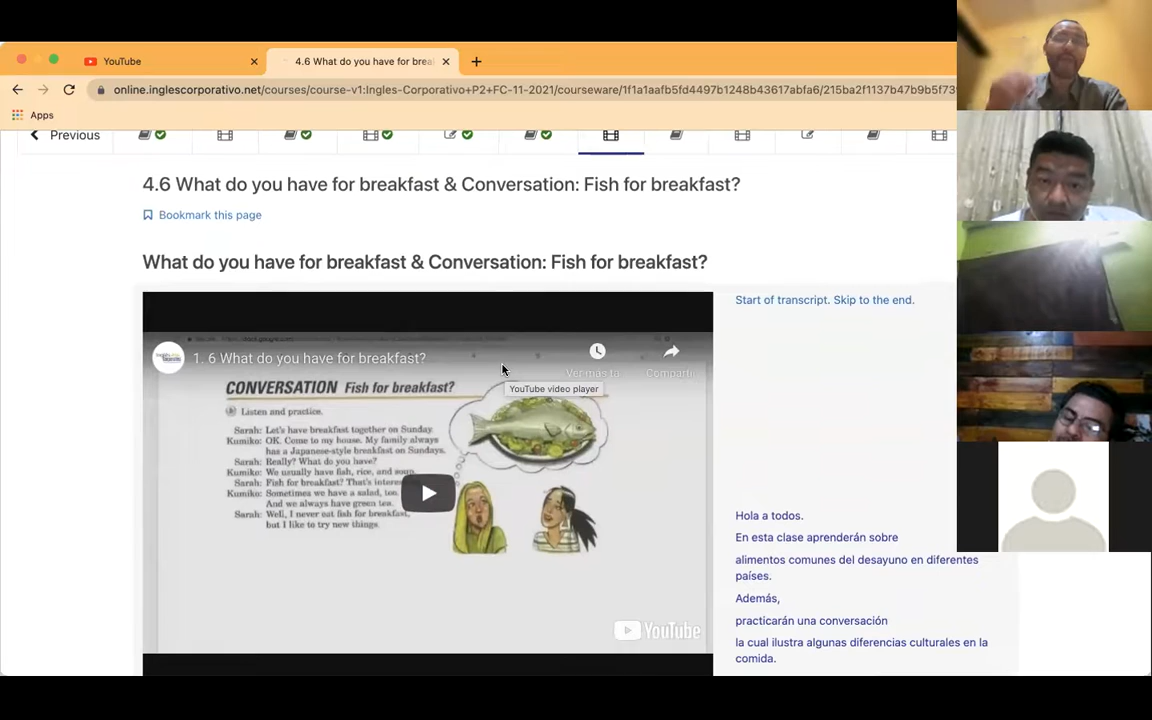 YouTube
4.6 What do you have for brea
online.inglescorporativo.net/courses/course-v1:Ingles-Corporativo+P2+FC-11-2021/courseware/1f1a1aafb5fd4497b1248b43617abfa6/215ba2f1137b47b9b5f73
Apps
Previous
4.6 What do you have for breakfast & Conversation: Fish for breakfast?
Bookmark this page
What do you have for breakfast & Conversation: Fish for breakfast?
Start of transcript. Skip to the end.
1. 6 What do you have for breakfast?
Ver más ta
Comparti
YouTube video player
CONVERSATION Fish for breakfast?
Listen and practice.
Sarah: Let's have breakfast together on Sunday.
Kumiko: OK. Come to my house. My family always
has a Japanese-style breakfast on Sundays.
Sarah: Really? What do you have?
Kumiko: We usually have fish, rice, and soup.
Sarah: Fish for breakfast? That's interes
Kumiko: Sometimes we have a salad, too.
And we always have green tea.
Sarah: Well, I never eat fish for breakfast,
but I like to try new things.
YouTube
Hola a todos.
En esta clase aprenderán sobre
alimentos comunes del desayuno en diferentes
países.
Además,
practicarán una conversación
la cual ilustra algunas diferencias culturales en la
comida.